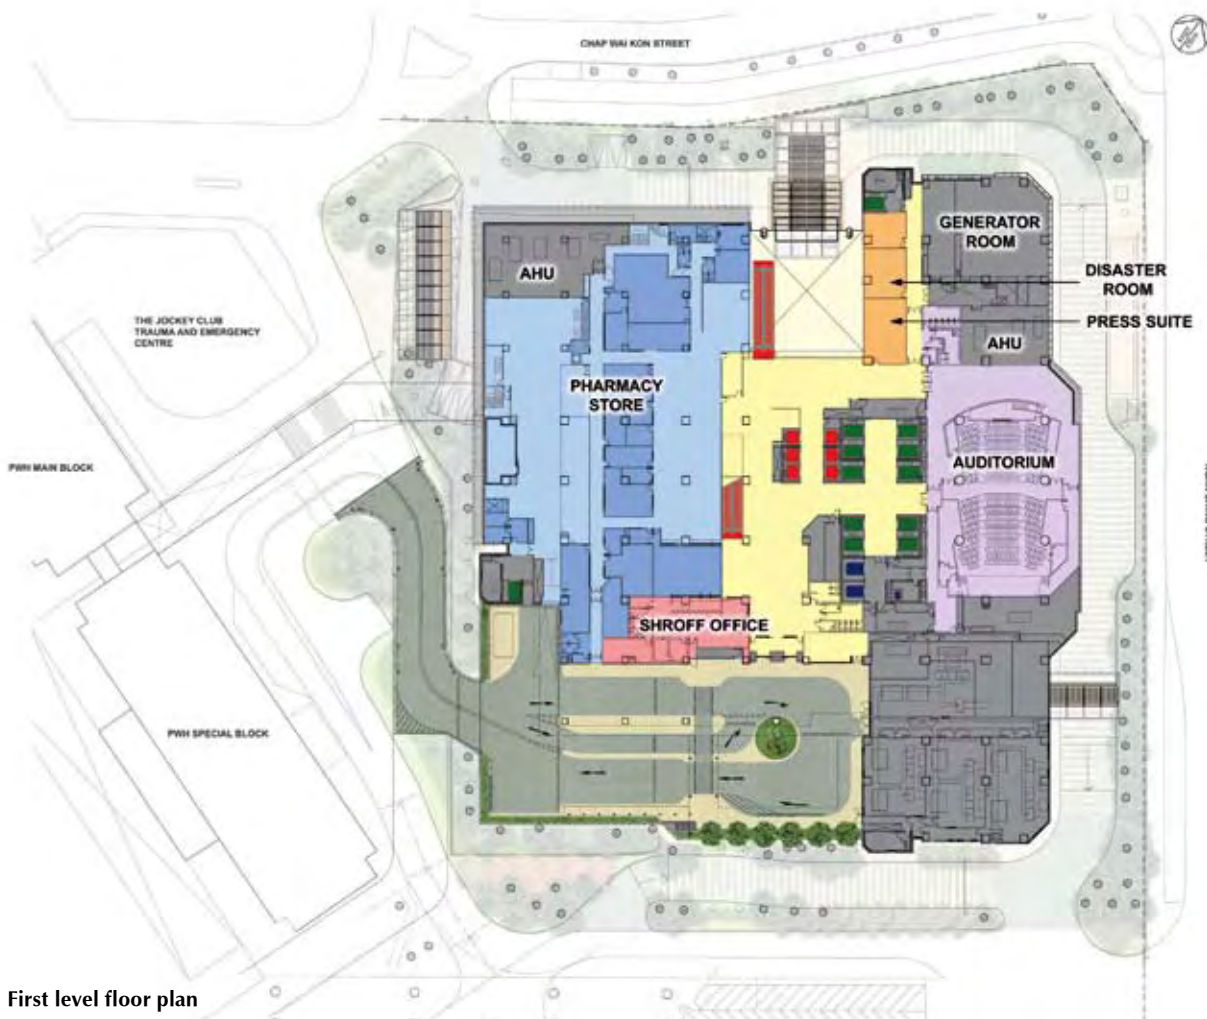 CHAP WAI KON STREET
GENERATOR
ROOM
AHU
DISASTER
ROOM
PRESS SUITE
THE JOCKEY CLUB
TRAUMA AND EMERGENCY
CENTRE
AHU
PHARMACY
STORE
AUDITORIUM
PWH MAIN BLOCK
SHROFF OFFICE
PWH SPECIAL BLOCK
First level floor plan